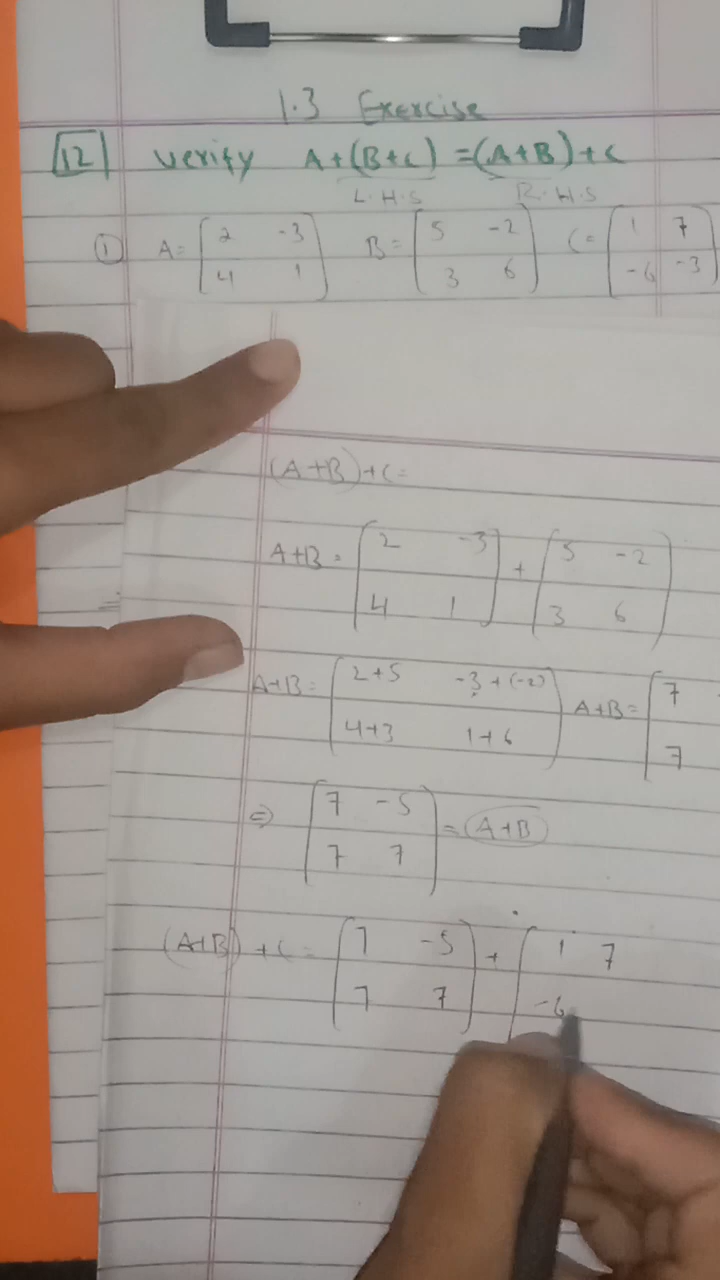 1.3 Exercise
12 Verify A+(B+C) = (A+B)+C
L.H.S R.H.S
① A= [2 -3 B= [5 -2 C= [1 7
4 1] 3 6] -6 -3]
(A+B)+C=
A+B = [2 -3] + [5 -2
4 1 3 6]
A+B= [2+5 -3+(-2) A+B= [7
4+3 1+6] 7
⇒ [7 -5 = (A+B)
7 7]
(A+B)+C= [7 -5 + [1 7
7 7] -6